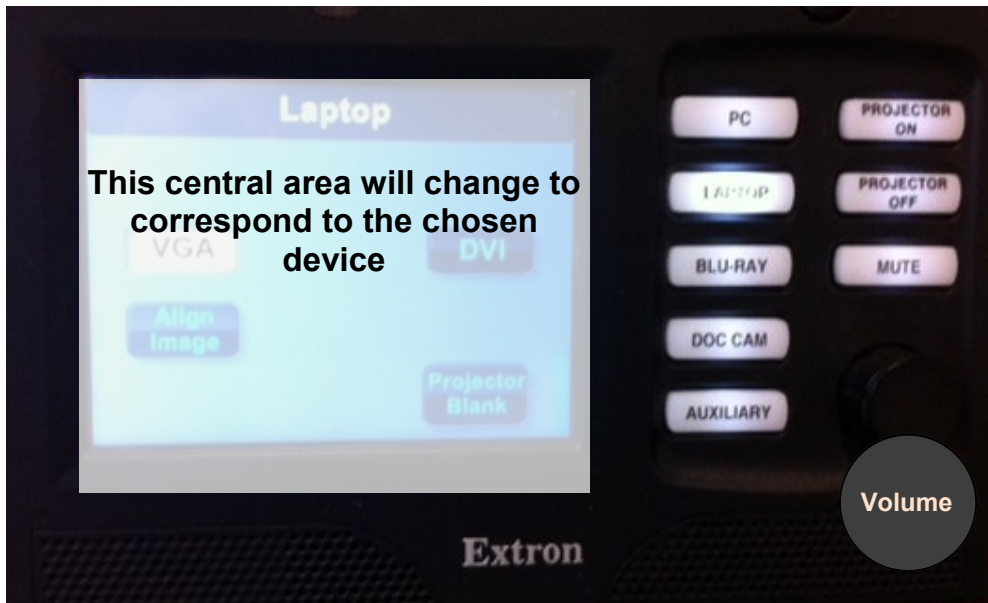 Laptop
This central area will change to
correspond to the chosen
device
VGA
DVI
Align
Image
Projector
Blank
PC
LAPTOP
BLU-RAY
DOC CAM
AUXILIARY
PROJECTOR
ON
PROJECTOR
OFF
MUTE
Volume
Extron